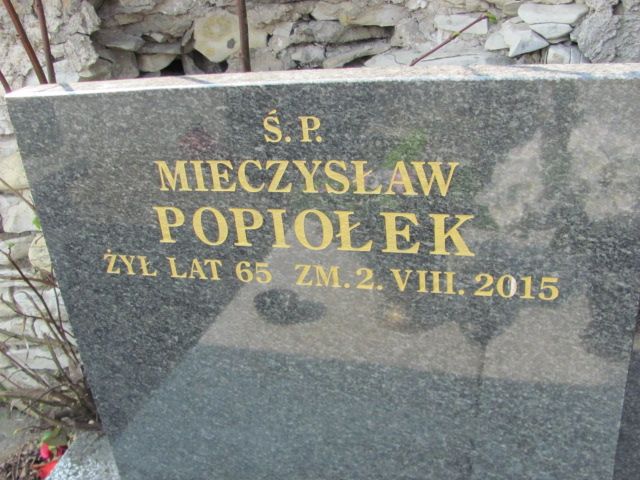 Ś.P.
MIECZYSŁAW
POPIOŁEK
ŻYŁ LAT 65 ZM. 2. VIII. 2015